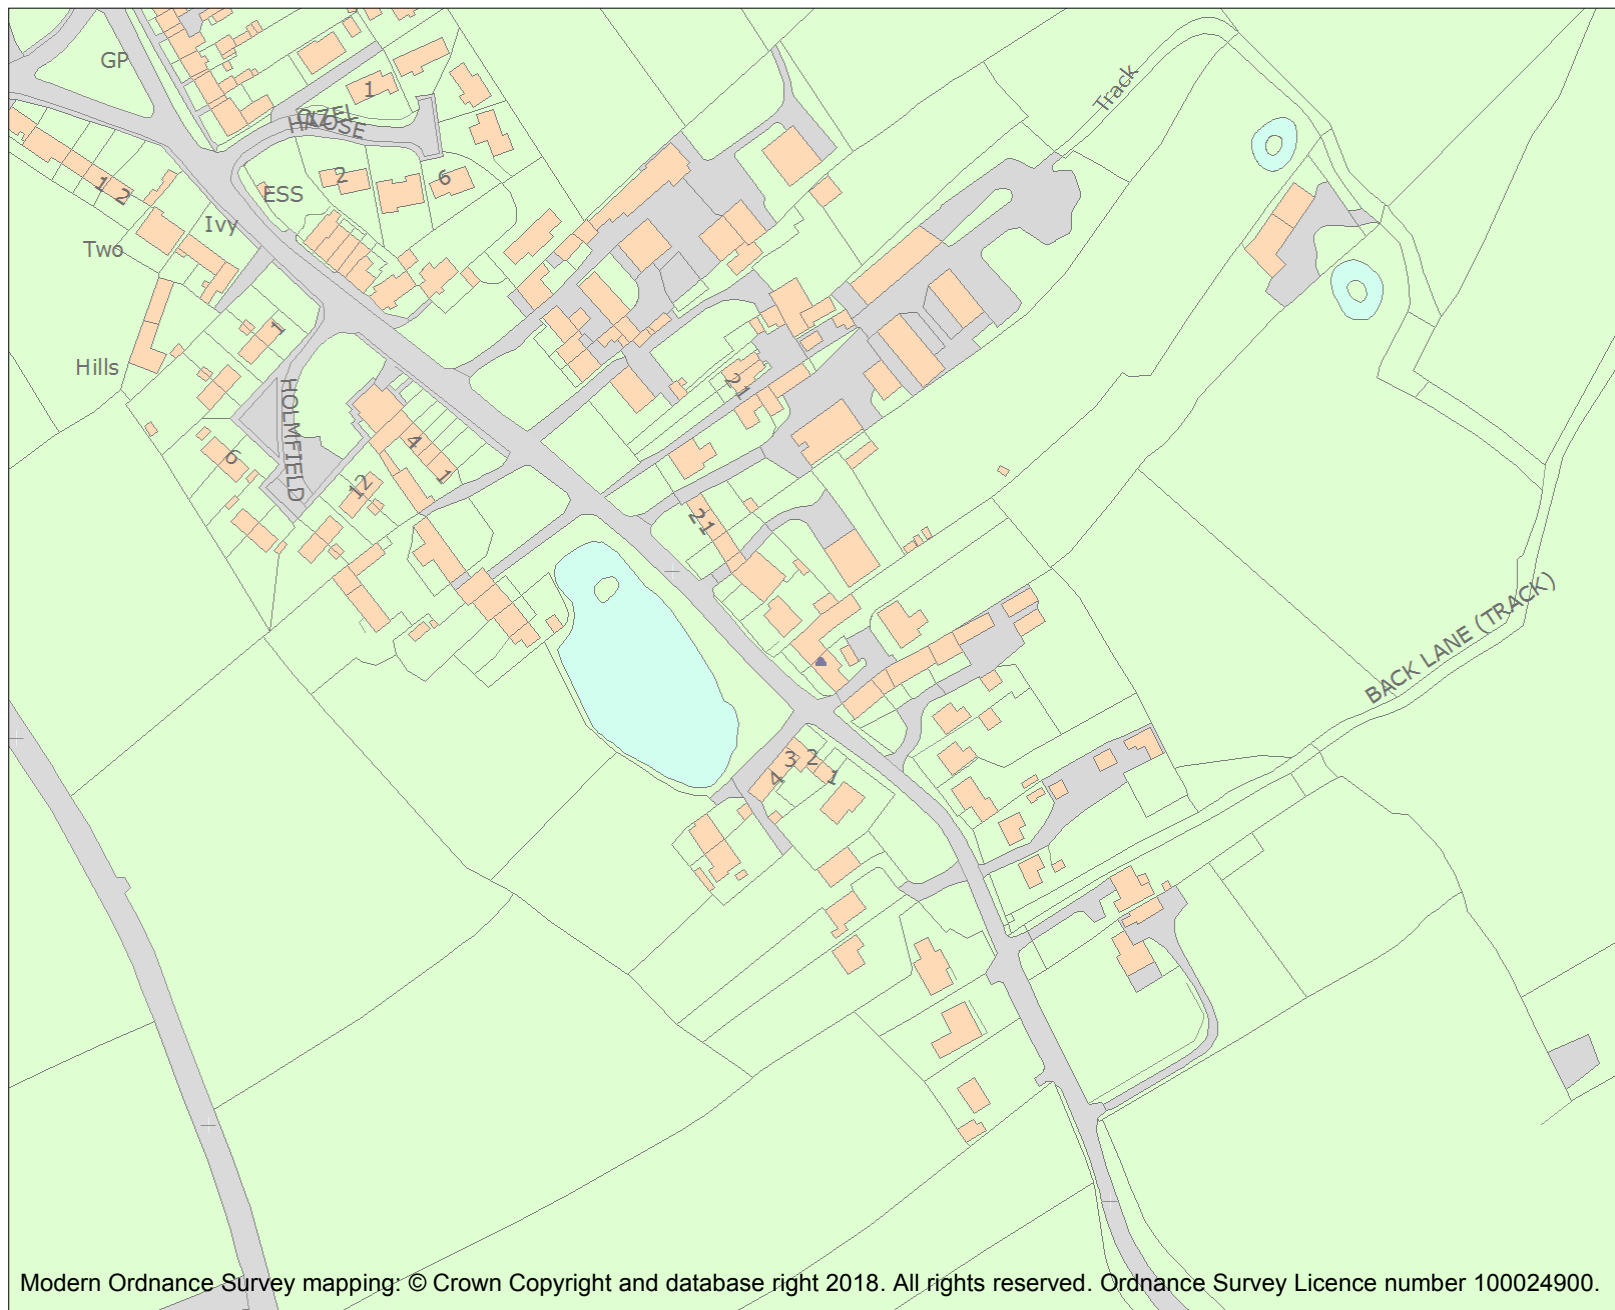 GP
1
HAZEL
CLOSE
2
6
ESS
1
2
Ivy
Two
Hills
1
HOLMFIELD
6
12
4
1
21
21
Track
BACK LANE (TRACK)
3
2
4
1
Modern Ordnance Survey mapping: © Crown Copyright and database right 2018. All rights reserved. Ordnance Survey Licence number 100024900.